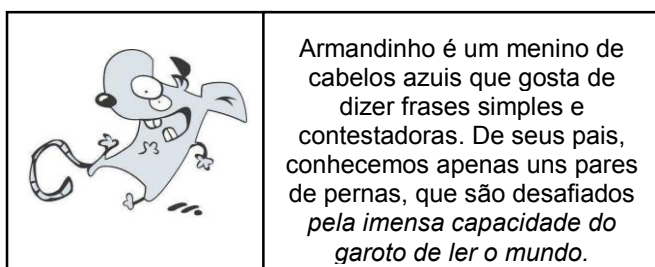 Armandinho é um menino de
cabelos azuis que gosta de
dizer frases simples e
contestadoras. De seus pais,
conhecemos apenas uns pares
de pernas, que são desafiados
pela imensa capacidade do
garoto de ler o mundo.